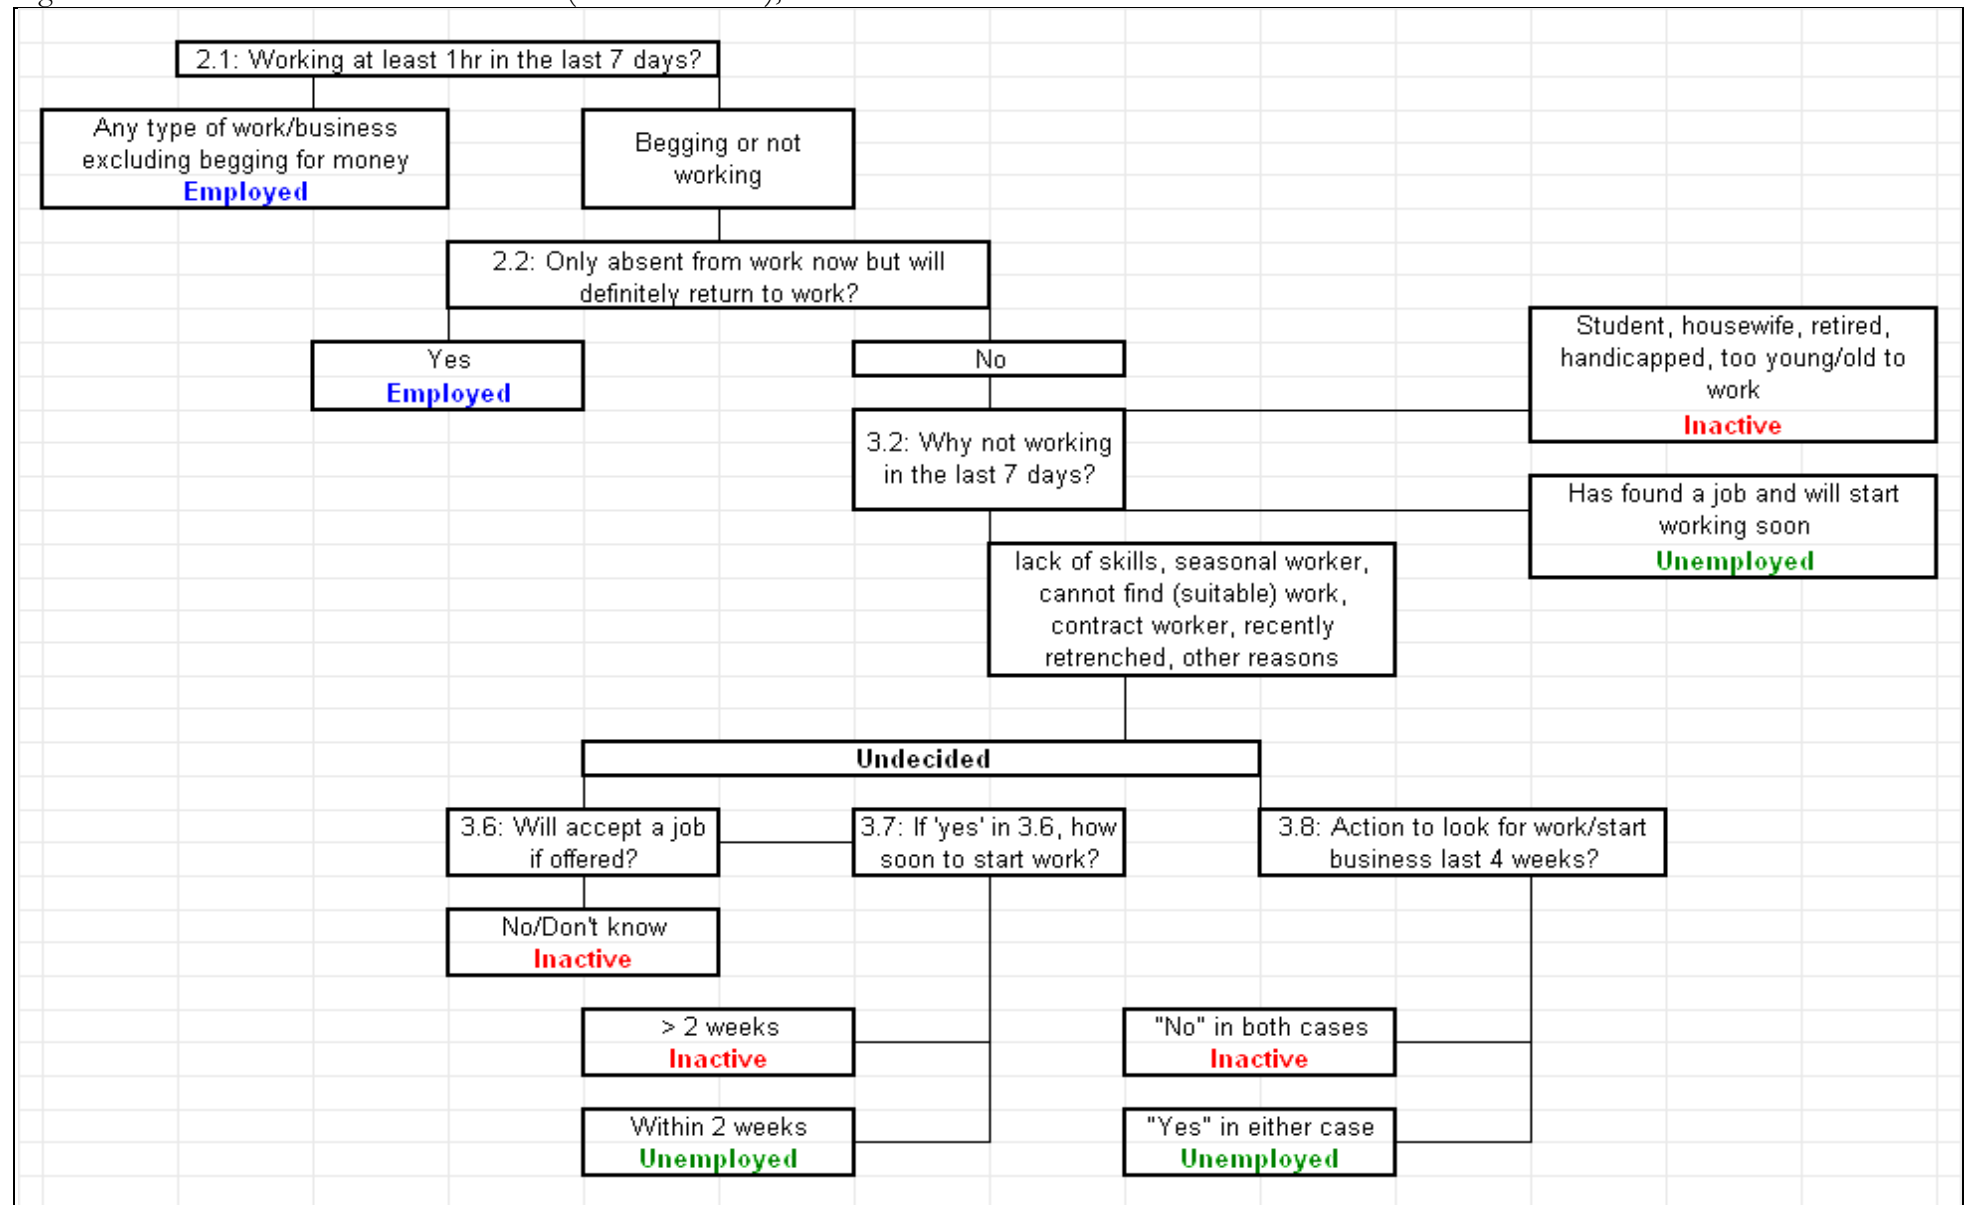 2.1: Working at least 1hr in the last 7 days?
Any type of work/business
excluding begging for money
Employed
Begging or not
working
2.2: Only absent from work now but will
definitely return to work?
Yes
Employed
No
Student, housewife, retired,
handicapped, too young/old to
work
Inactive
3.2: Why not working
in the last 7 days?
Has found a job and will start
working soon
Unemployed
lack of skills, seasonal worker,
cannot find (suitable) work,
contract worker, recently
retrenched, other reasons
Undecided
3.6: Will accept a job
if offered?
3.7: If 'yes' in 3.6, how
soon to start work?
3.8: Action to look for work/start
business last 4 weeks?
No/Don't know
Inactive
> 2 weeks
Inactive
"No" in both cases
Inactive
Within 2 weeks
Unemployed
"Yes" in either case
Unemployed